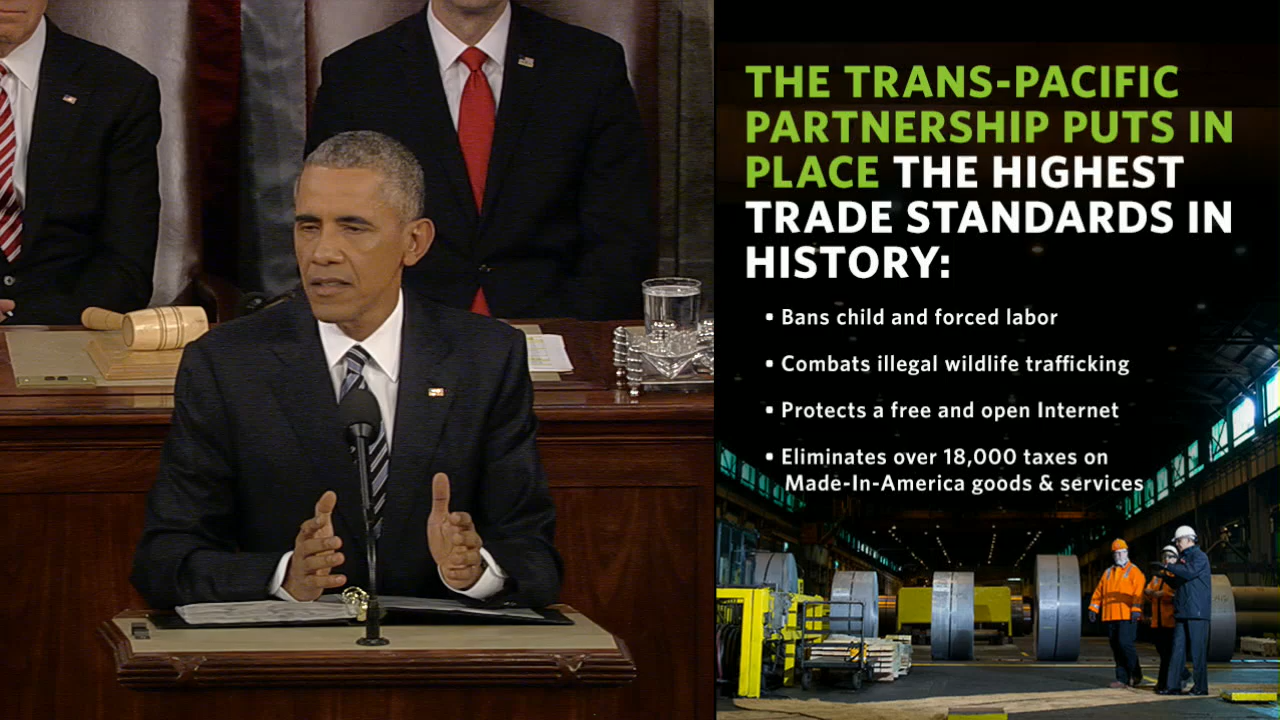 THE TRANS-PACIFIC
PARTNERSHIP PUTS IN
PLACE THE HIGHEST
TRADE STANDARDS IN
HISTORY:
• Bans child and forced labor
• Combats illegal wildlife trafficking
• Protects a free and open Internet
• Eliminates over 18,000 taxes on
Made-In-America goods & services